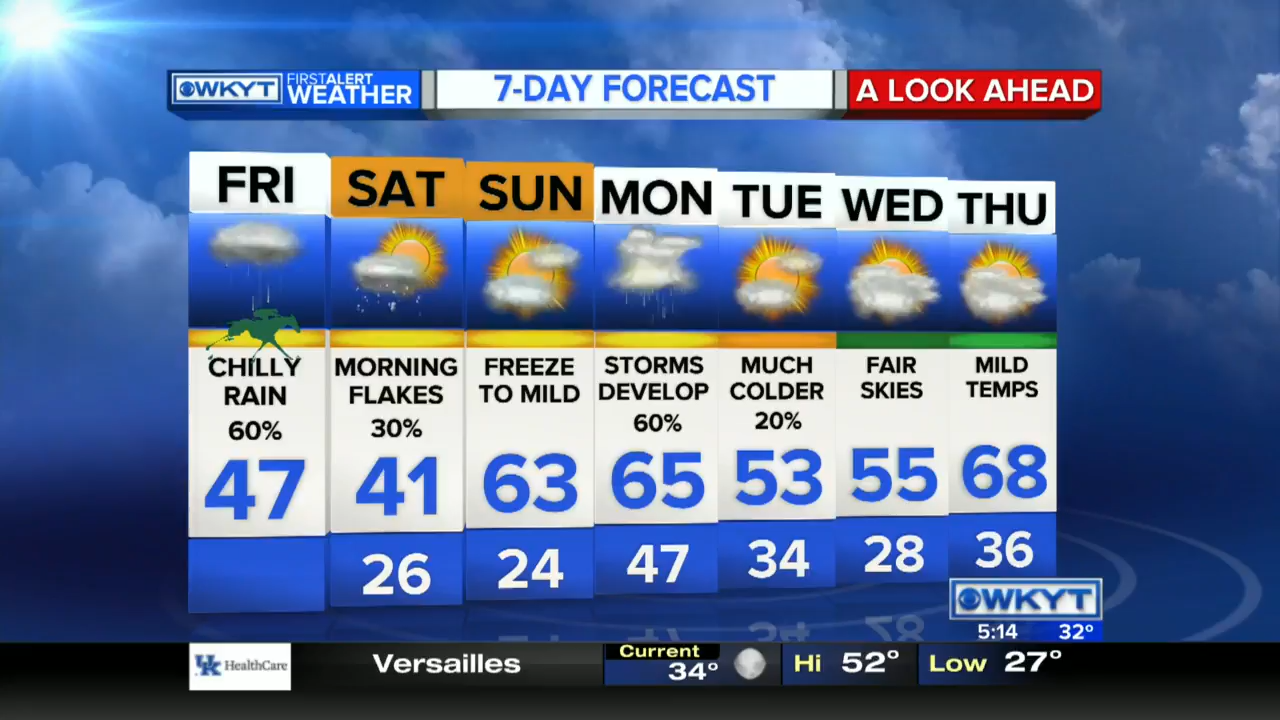 WKYT FIRST ALERT WEATHER
7-DAY FORECAST
A LOOK AHEAD
FRI
CHILLY
RAIN
60%
47
SAT
MORNING
FLAKES
30%
41
26
SUN
FREEZE
TO MILD
63
24
MON
STORMS
DEVELOP
60%
65
47
TUE
MUCH
COLDER
20%
53
34
WED
FAIR
SKIES
55
28
THU
MILD
TEMPS
68
36
WKYT
5:14 32°
UK HealthCare
Versailles
Current
34°
Hi 52°
Low 27°